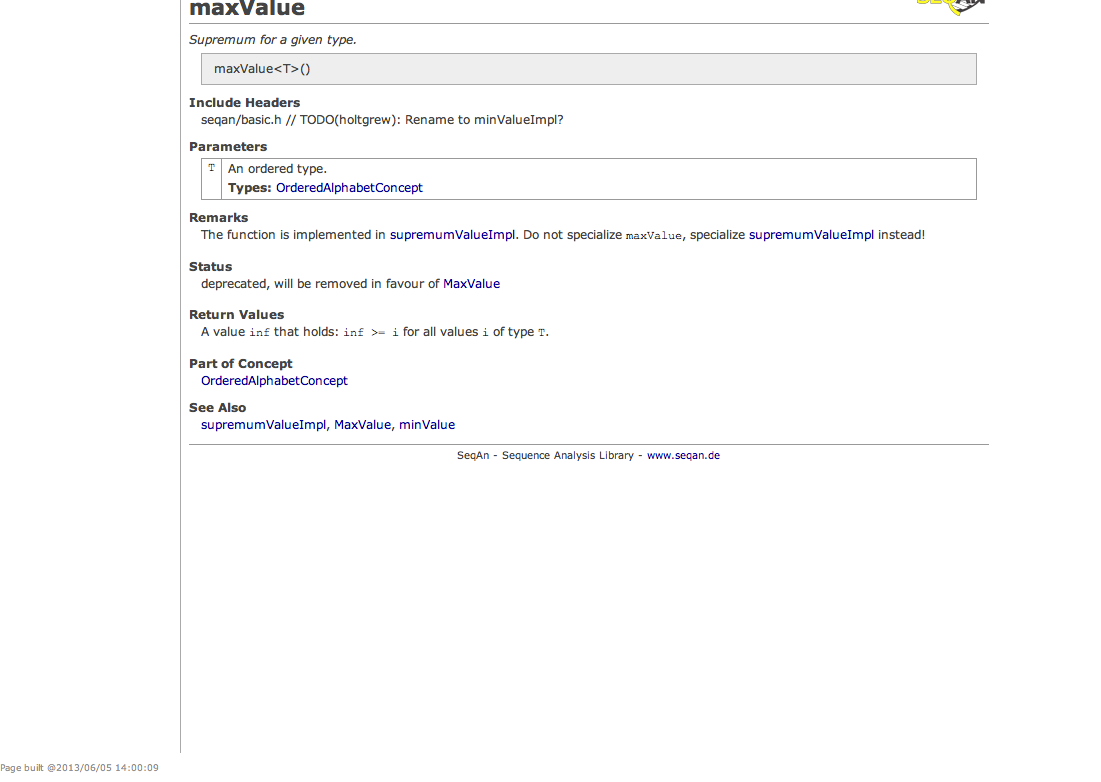 maxValue
Supremum for a given type.
maxValue<T>()
Include Headers
seqan/basic.h // TODO(holtgrew): Rename to minValueImpl?
Parameters
T An ordered type.
Types: OrderedAlphabetConcept
Remarks
The function is implemented in supremumValueImpl. Do not specialize maxValue, specialize supremumValueImpl instead!
Status
deprecated, will be removed in favour of MaxValue
Return Values
A value inf that holds: inf >= i for all values i of type T.
Part of Concept
OrderedAlphabetConcept
See Also
supremumValueImpl, MaxValue, minValue
SeqAn - Sequence Analysis Library - www.seqan.de
Page built @2013/06/05 14:00:09